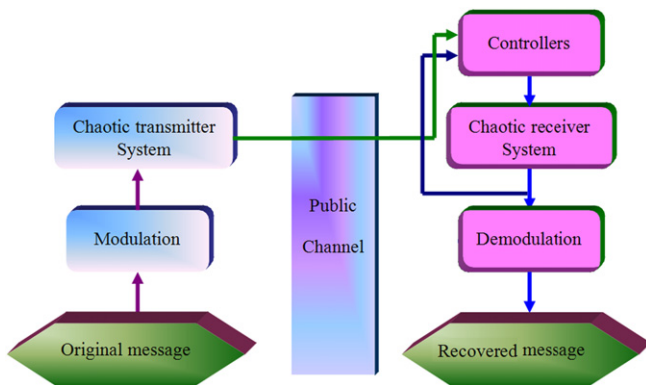 Controllers
Chaotic transmitter
System
Chaotic receiver
System
Public
Channel
Modulation
Demodulation
Original message
Recovered message